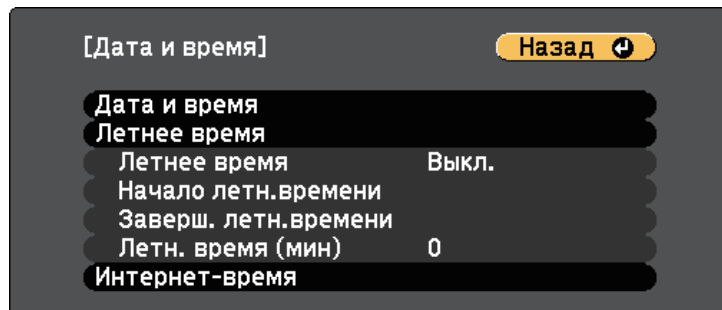 [Дата и время] Назад
Дата и время
Летнее время
Летнее время Выкл.
Начало летн.времени
Заверш. летн.времени
Летн. время (мин) 0
Интернет-время